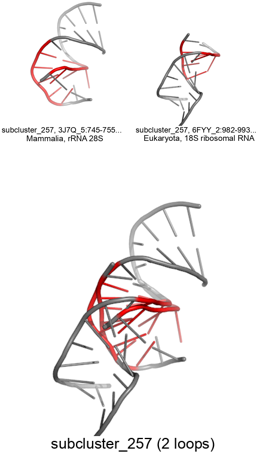 subcluster_257, 3J7Q_5:745-755...
Mammalia, rRNA 28S
subcluster_257, 6FYY_2:982-993...
Eukaryota, 18S ribosomal RNA
subcluster_257 (2 loops)